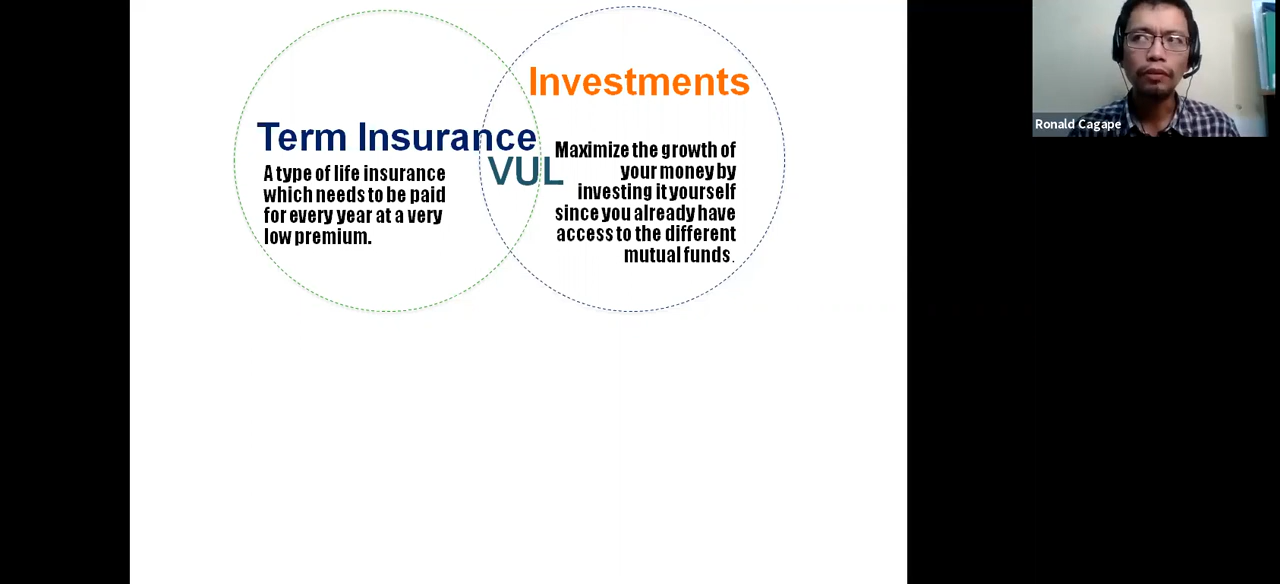 Investments
Term Insurance
VUL
A type of life insurance
which needs to be paid
for every year at a very
low premium.
Maximize the growth of
your money by
investing it yourself
since you already have
access to the different
mutual funds.
Ronald Cagape